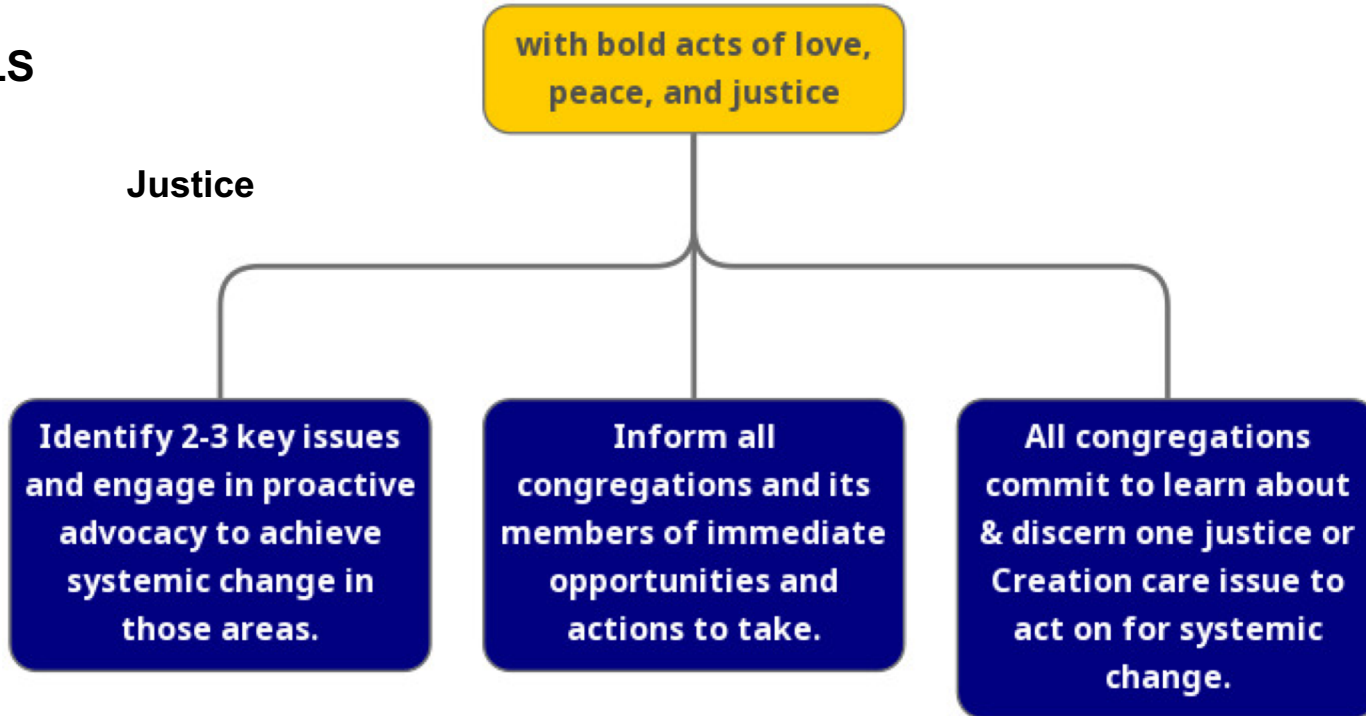 LS
with bold acts of love,
peace, and justice
Justice
Identify 2-3 key issues
and engage in proactive
advocacy to achieve
systemic change in
those areas.
Inform all
congregations and its
members of immediate
opportunities and
actions to take.
All congregations
commit to learn about
& discern one justice or
Creation care issue to
act on for systemic
change.